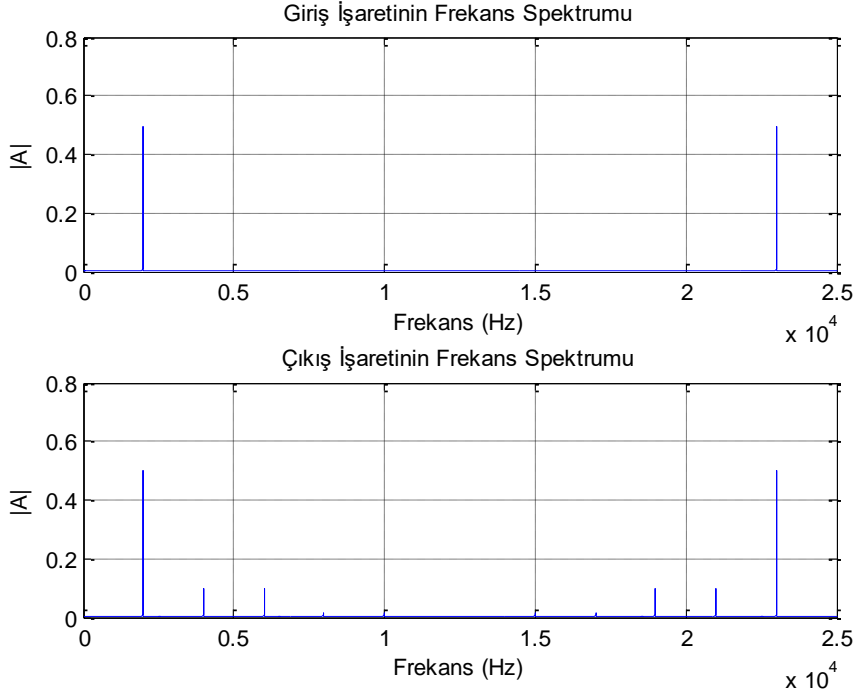 Giriş İşaretinin Frekans Spektrumu
0.8
0.6
0.4
0.2
0
|A|
0 0.5 1 1.5 2 2.5
Frekans (Hz)
x 10^4
Çıkış İşaretinin Frekans Spektrumu
0.8
0.6
0.4
0.2
0
|A|
0 0.5 1 1.5 2 2.5
Frekans (Hz)
x 10^4